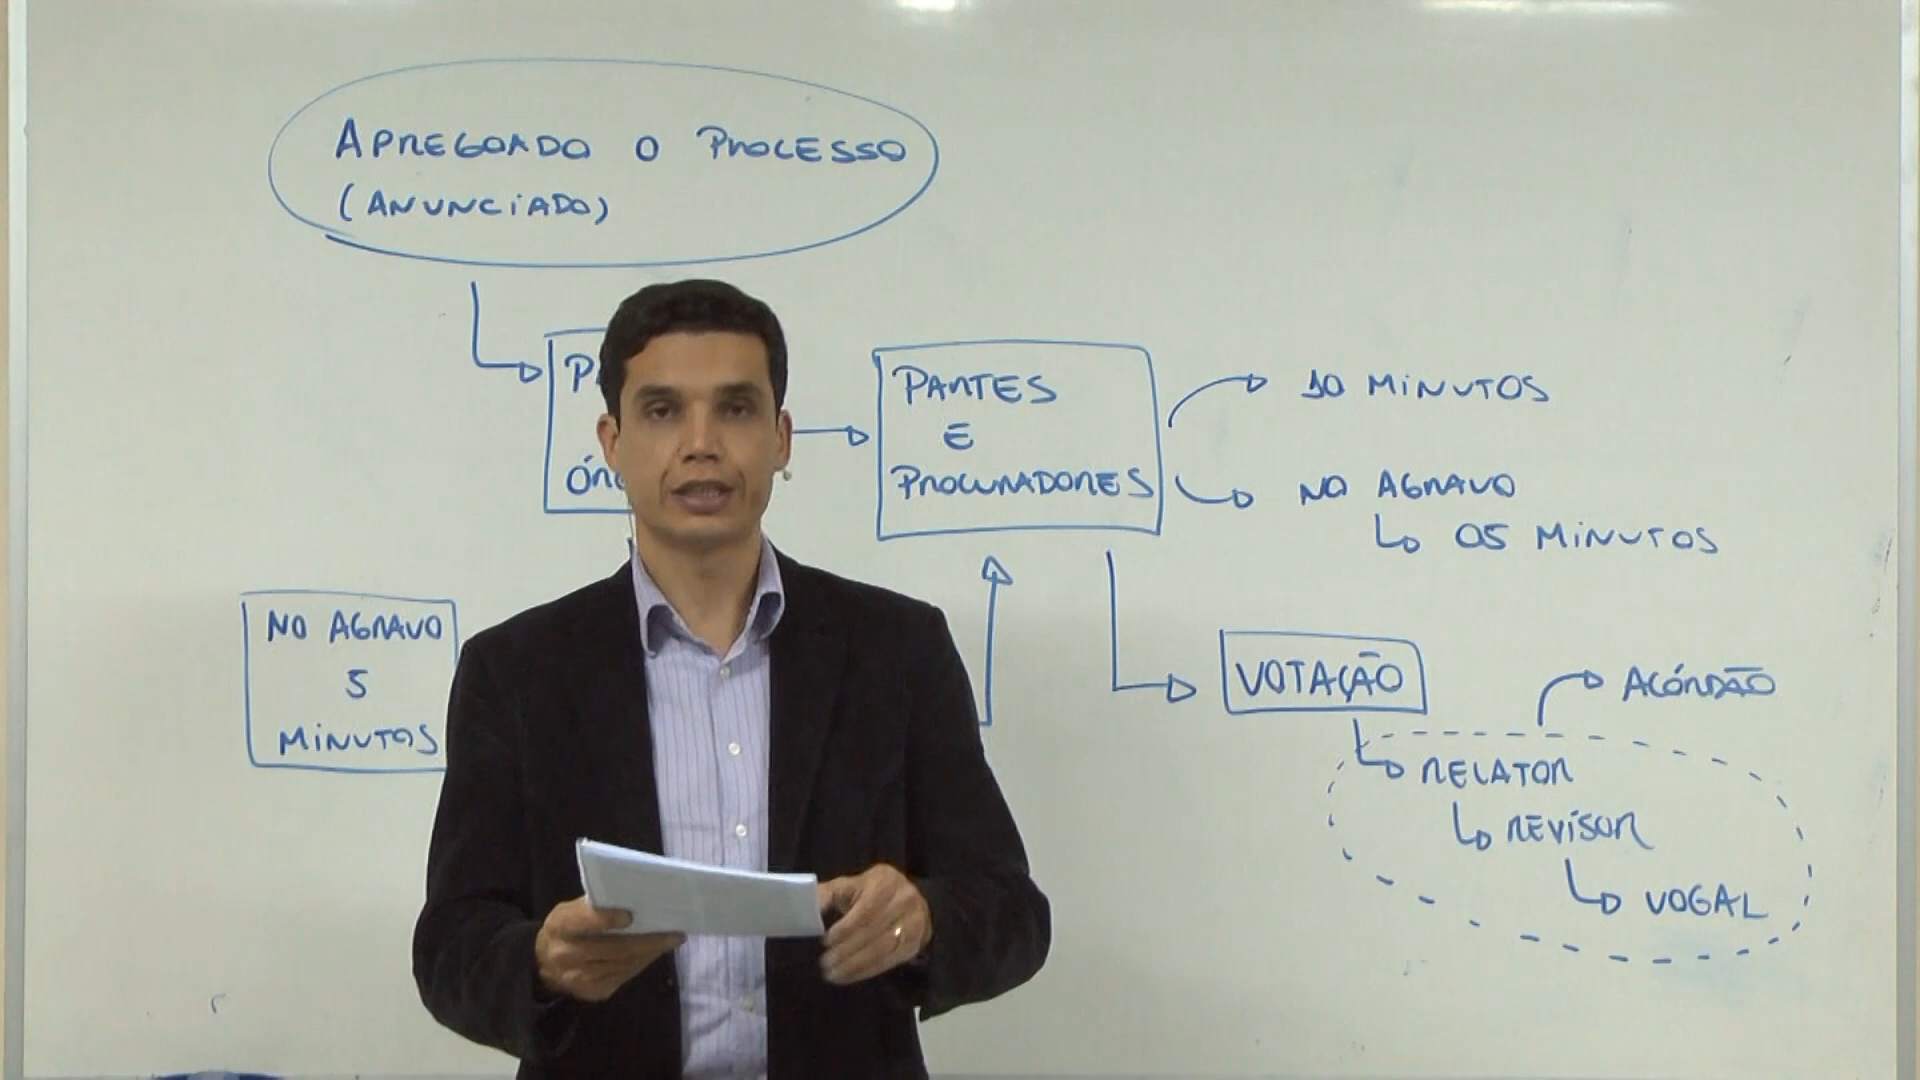 APREGOADO O PROCESSO
(ANUNCIADO)
PARTES
E
PROCURADORES
10 MINUTOS
NO AGRAVO
05 MINUTOS
NO AGRAVO
5
MINUTOS
VOTAÇÃO
ACÓRDÃO
RELATOR
REVISOR
VOGAL